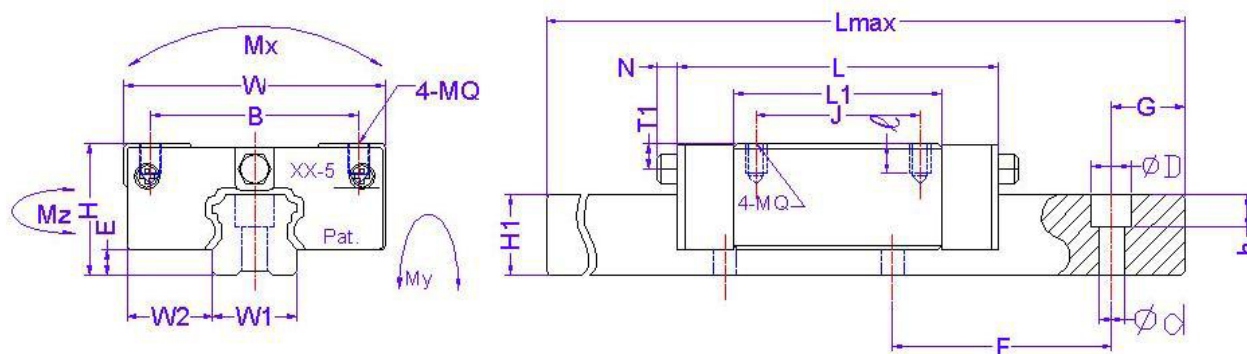 Mx
W
B
4-MQ
XX-5
Mz
H
E
Pat.
My
W2
W1
Lmax
N
L
L1
J
T1
ℓ
G
ØD
4-MQ
H1
h
F
Ød